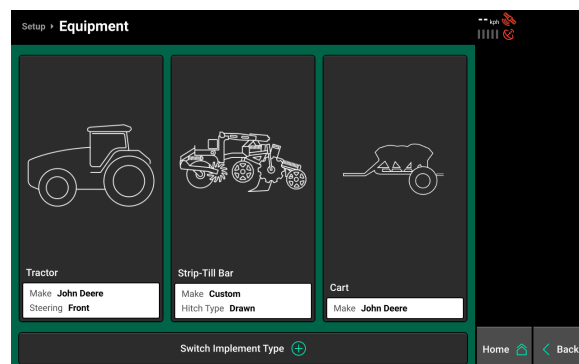 Setup › Equipment
-- kph
Tractor
Make John Deere
Steering Front
Strip-Till Bar
Make Custom
Hitch Type Drawn
Cart
Make John Deere
Switch Implement Type
Home
Back